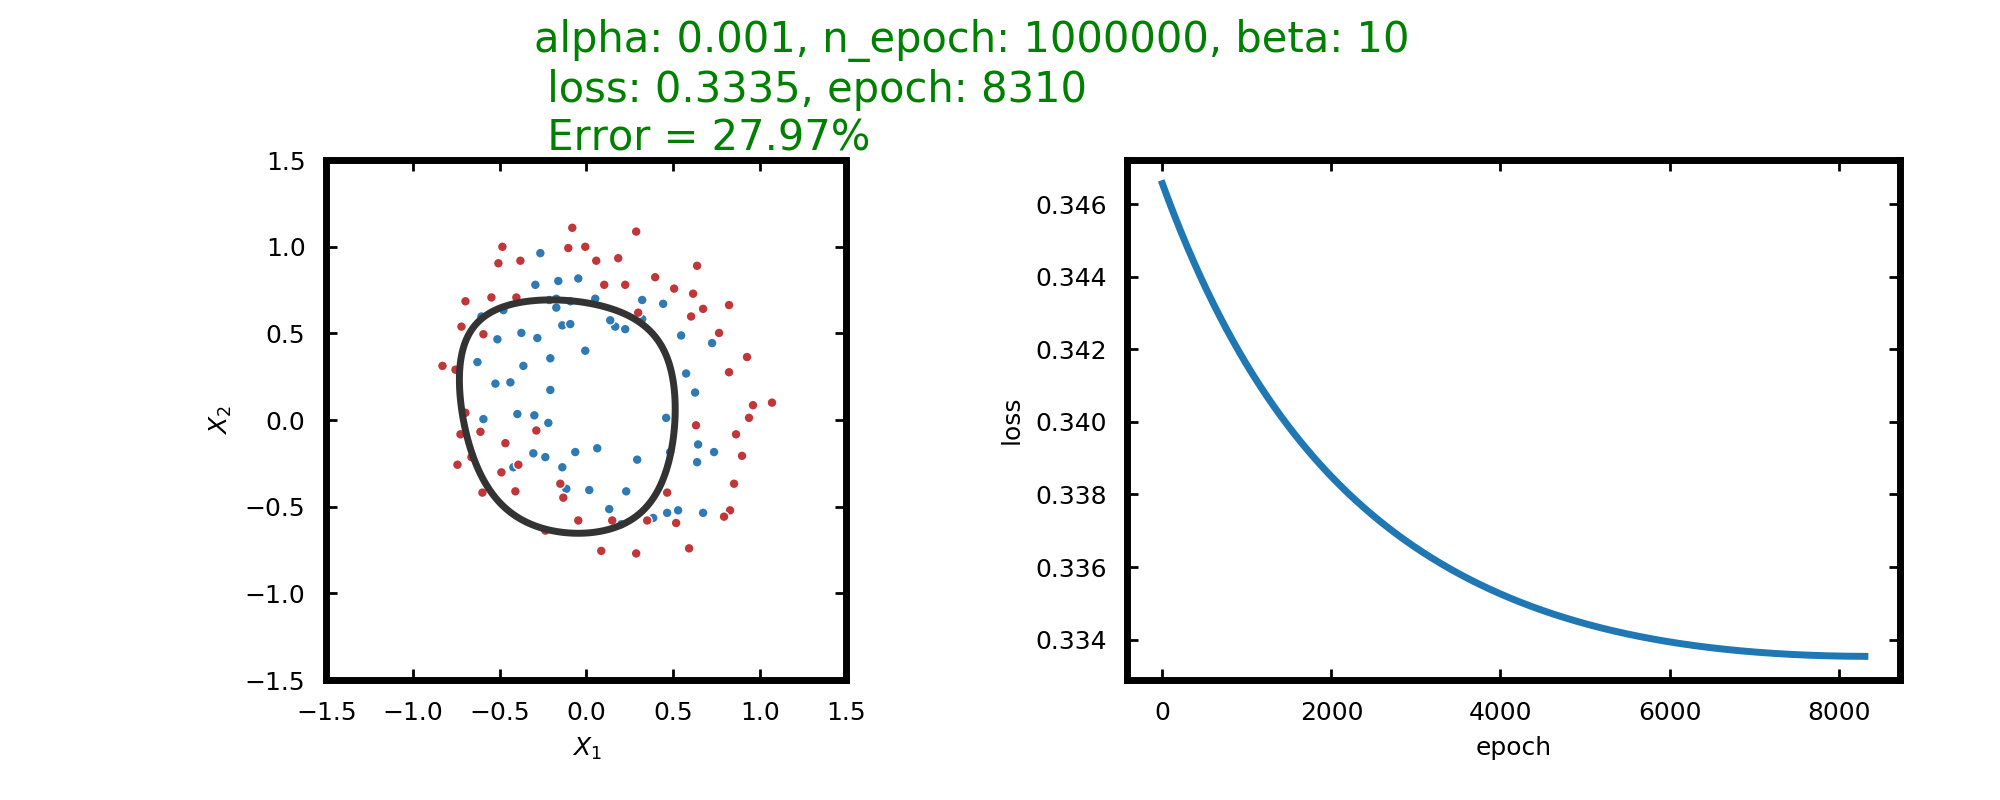 alpha: 0.001, n_epoch: 1000000, beta: 10
loss: 0.3335, epoch: 8310
Error = 27.97%
1.5
1.0
0.5
0.0
−0.5
−1.0
−1.5
X₂
−1.5 −1.0 −0.5 0.0 0.5 1.0 1.5
X₁
0.346
0.344
0.342
0.340
0.338
0.336
0.334
loss
0 2000 4000 6000 8000
epoch